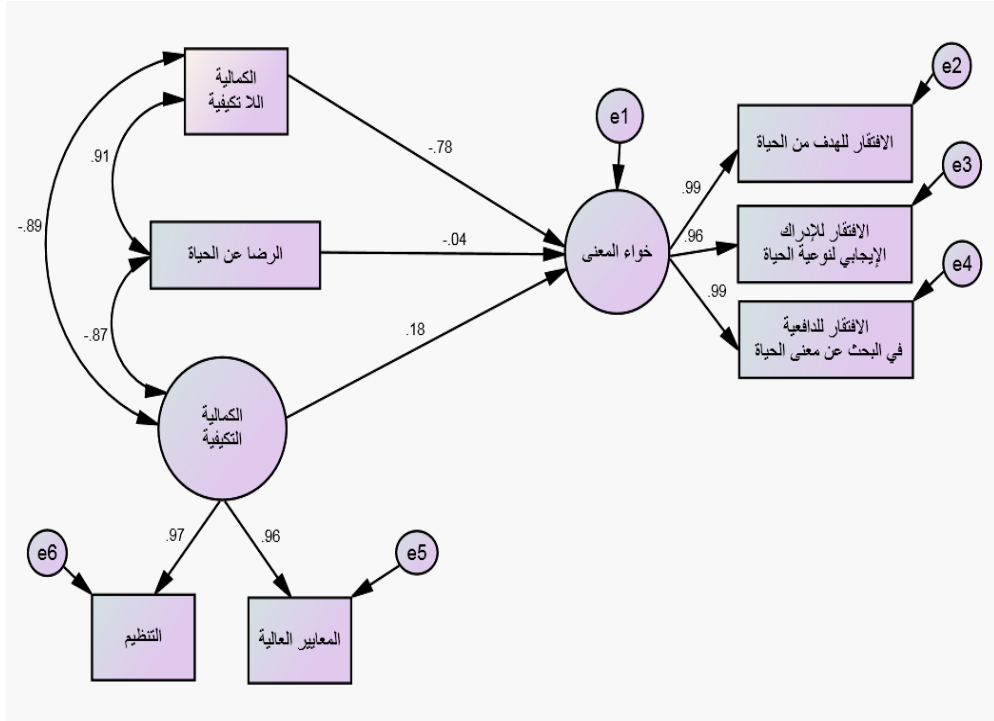 الكمالية
اللا تكيفية
e1
e2
الافتقار للهدف من الحياة
-.78
.91
.99
e3
الافتقار للإدراك
الإيجابي لنوعية الحياة
-.89
الرضا عن الحياة
-.04
خواء المعنى
.96
e4
.99
الافتقار للدافعية
في البحث عن معنى الحياة
-.87
.18
الكمالية
التكيفية
.97
.96
e6
e5
التنظيم
المعايير العالية